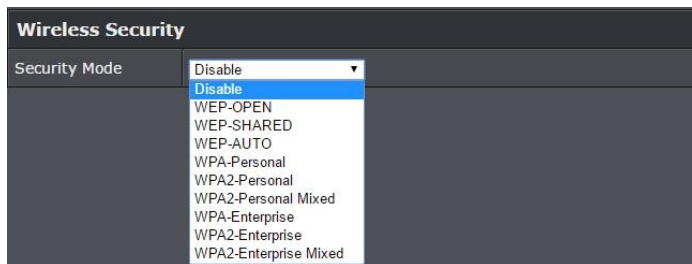 Wireless Security
Security Mode
Disable
Disable
WEP-OPEN
WEP-SHARED
WEP-AUTO
WPA-Personal
WPA2-Personal
WPA2-Personal Mixed
WPA-Enterprise
WPA2-Enterprise
WPA2-Enterprise Mixed